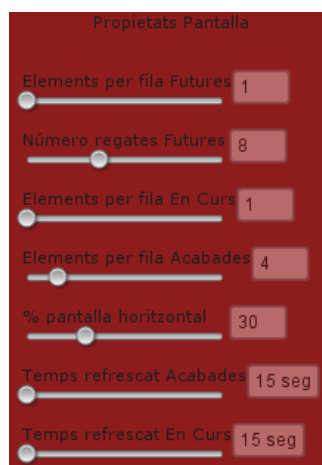 Propietats Pantalla
Elements per fila Futures 1
Número regates Futures 8
Elements per fila En Curs 1
Elements per fila Acabades 4
% pantalla horitzontal 30
Temps refrescat Acabades 15 seg
Temps refrescat En Curs 15 seg